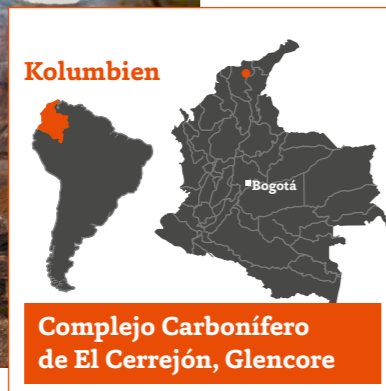 Kolumbien
Bogotá
Complejo Carbonífero
de El Cerrejón, Glencore